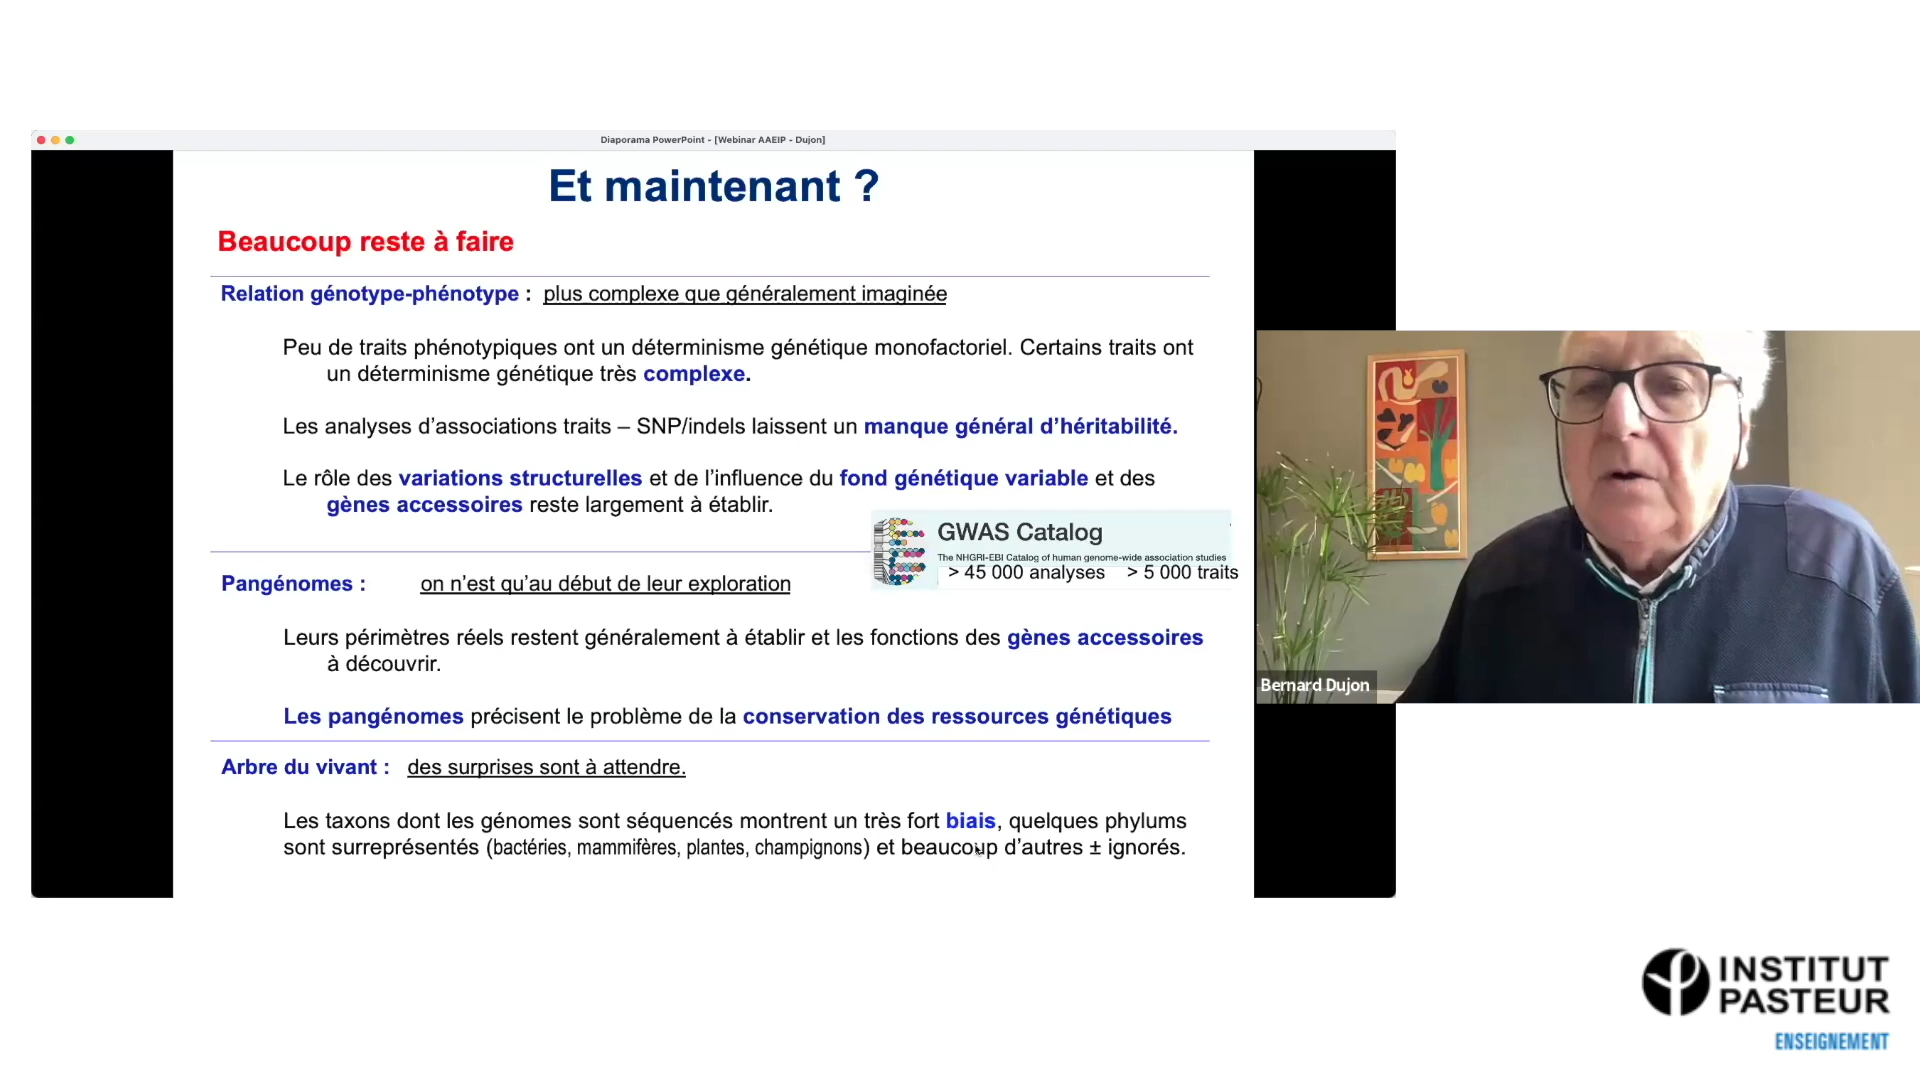 Diaporama PowerPoint - [Webinar AAEIP - Dujon]
Et maintenant ?
Beaucoup reste à faire
Relation génotype-phénotype : plus complexe que généralement imaginée
Peu de traits phénotypiques ont un déterminisme génétique monofactoriel. Certains traits ont
un déterminisme génétique très complexe.
Les analyses d’associations traits – SNP/indels laissent un manque général d’héritabilité.
Le rôle des variations structurelles et de l’influence du fond génétique variable et des
gènes accessoires reste largement à établir.
GWAS Catalog
The NHGRI-EBI Catalog of human genome-wide association studies
> 45 000 analyses > 5 000 traits
Pangénomes : on n’est qu’au début de leur exploration
Leurs périmètres réels restent généralement à établir et les fonctions des gènes accessoires
à découvrir.
Les pangénomes précisent le problème de la conservation des ressources génétiques
Arbre du vivant : des surprises sont à attendre.
Les taxons dont les génomes sont séquencés montrent un très fort biais, quelques phylums
sont surreprésentés (bactéries, mammifères, plantes, champignons) et beaucoup d’autres ± ignorés.
Bernard Dujon
INSTITUT
PASTEUR
ENSEIGNEMENT